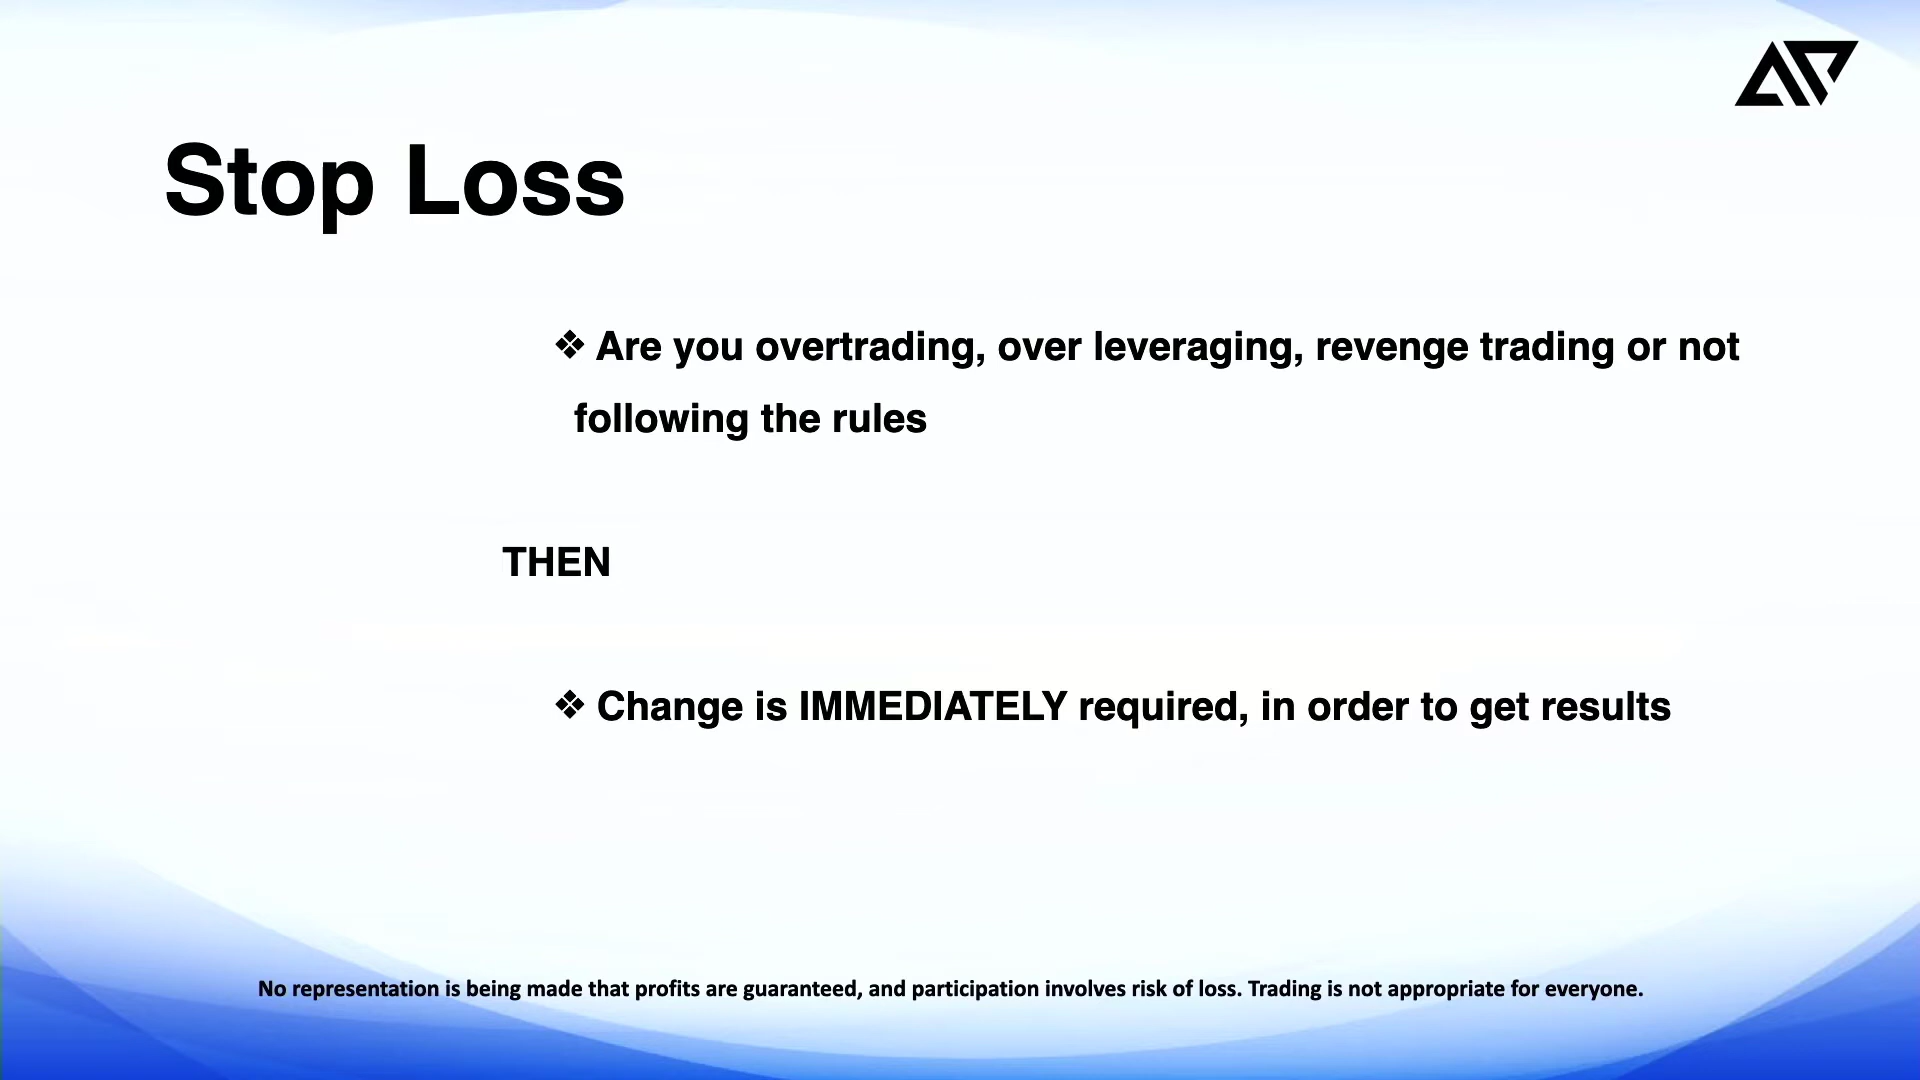 Stop Loss
❖ Are you overtrading, over leveraging, revenge trading or not
following the rules
THEN
❖ Change is IMMEDIATELY required, in order to get results
No representation is being made that profits are guaranteed, and participation involves risk of loss. Trading is not appropriate for everyone.